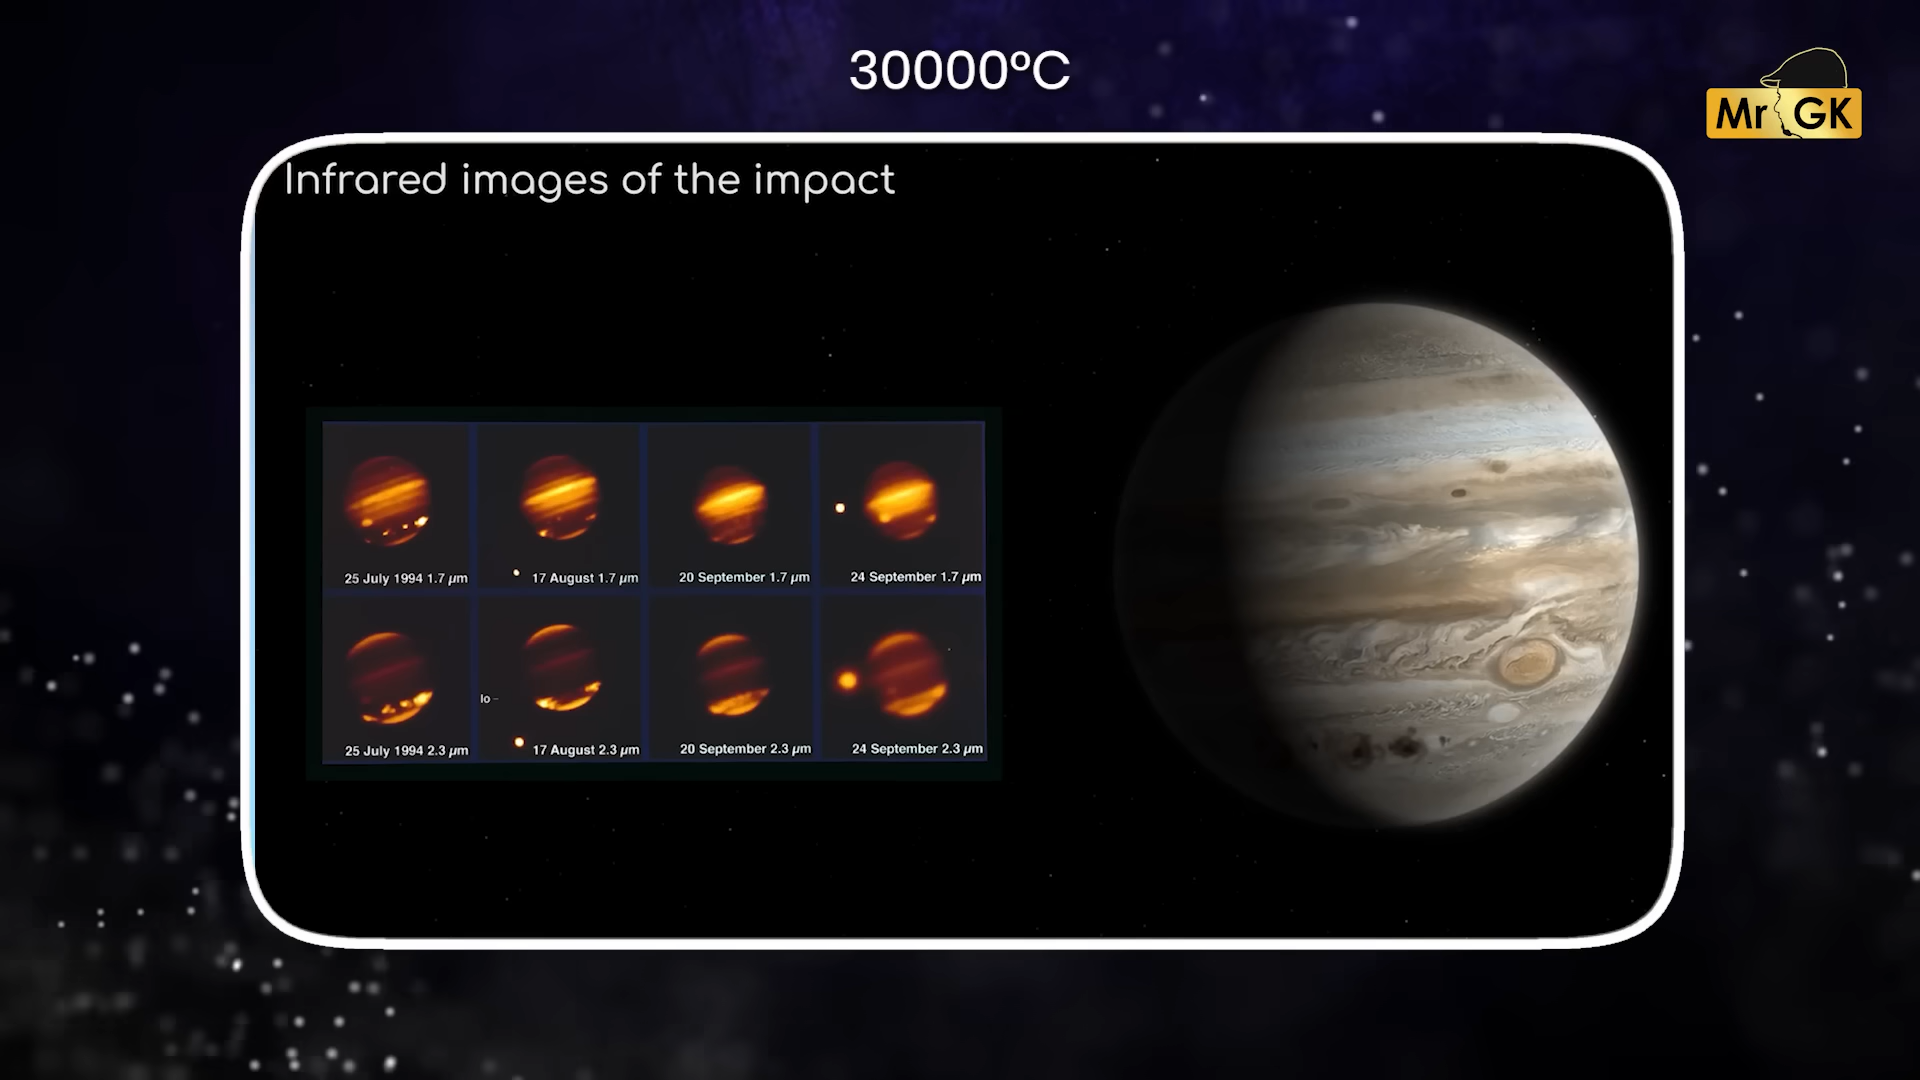 30000°C
Mr GK
Infrared images of the impact
25 July 1994 1.7 µm
17 August 1.7 µm
20 September 1.7 µm
24 September 1.7 µm
Io
25 July 1994 2.3 µm
17 August 2.3 µm
20 September 2.3 µm
24 September 2.3 µm